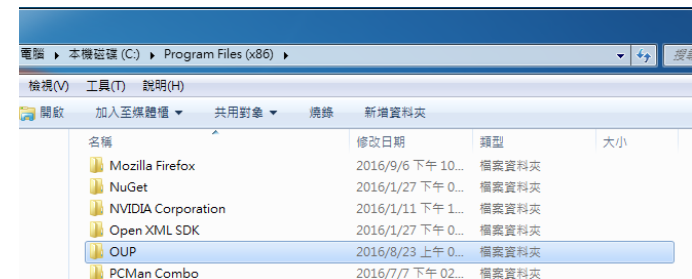 電腦 ▸ 本機磁碟 (C:) ▸ Program Files (x86) ▸
檢視(V) 工具(T) 說明(H)
開啟 加入至媒體櫃 ▼ 共用對象 ▼ 燒錄 新增資料夾
名稱 修改日期 類型 大小
Mozilla Firefox 2016/9/6 下午 10... 檔案資料夾
NuGet 2016/1/27 下午 0... 檔案資料夾
NVIDIA Corporation 2016/1/11 下午 1... 檔案資料夾
Open XML SDK 2016/1/27 下午 0... 檔案資料夾
OUP 2016/8/23 上午 0... 檔案資料夾
PCMan Combo 2016/7/7 下午 02... 檔案資料夾